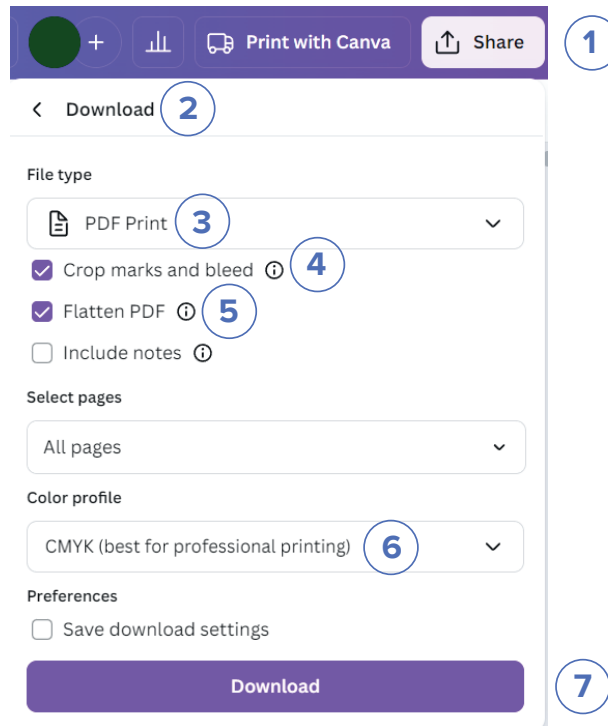 + Print with Canva Share 1
Download 2
File type
PDF Print 3
Crop marks and bleed 4
Flatten PDF 5
Include notes
Select pages
All pages
Color profile
CMYK (best for professional printing) 6
Preferences
Save download settings
Download 7